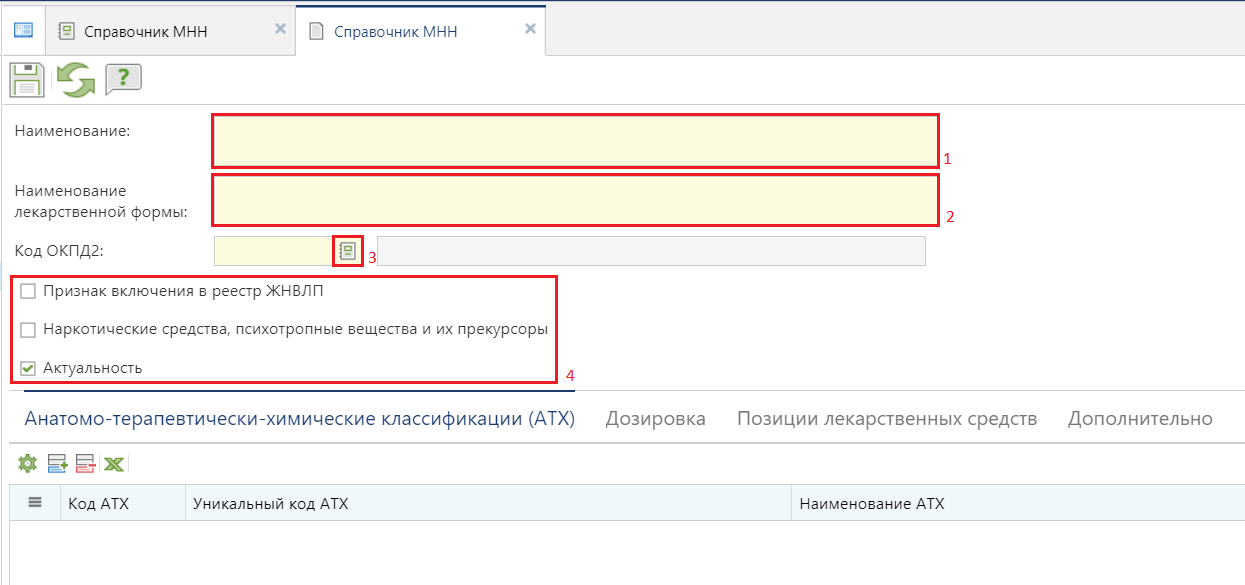 Справочник МНН
Справочник МНН
?
Наименование:
1
Наименование
лекарственной формы:
2
Код ОКПД2:
3
Признак включения в реестр ЖНВЛП
Наркотические средства, психотропные вещества и их прекурсоры
Актуальность
4
Анатомо-терапевтически-химические классификации (АТХ) Дозировка Позиции лекарственных средств Дополнительно
Код АТХ Уникальный код АТХ Наименование АТХ